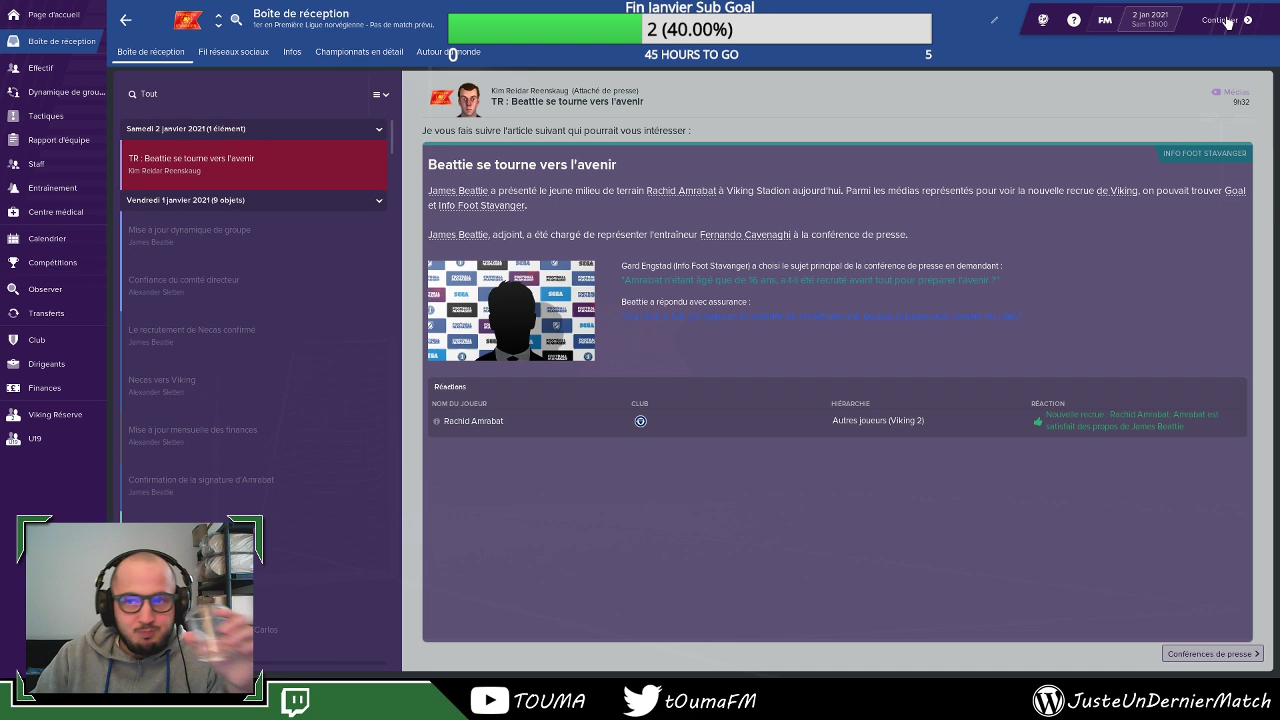 Fin Janvier Sub Goal
2 (40.00%)
0
45 HOURS TO GO
5
Page d'accueil
Boîte de réception
Effectif
Dynamique de grou...
Tactiques
Rapport d'équipe
Staff
Entraînement
Centre médical
Calendrier
Compétitions
Observer
Transferts
Club
Dirigeants
Finances
Viking Réserve
U19
Boîte de réception
1er en Première Ligue norvégienne - Pas de match prévu.
Boîte de réception
Fil réseaux sociaux
Infos
Championnats en détail
Autour du monde
FM
2 jan 2021
Sam 13h00
Continuer
Tout
Samedi 2 janvier 2021 (1 élément)
TR : Beattie se tourne vers l'avenir
Kim Reidar Reenskaug
Vendredi 1 janvier 2021 (9 objets)
Mise à jour dynamique de groupe
James Beattie
Confiance du comité directeur
Alexander Sletten
Le recrutement de Necas confirmé
James Beattie
Necas vers Viking
Alexander Sletten
Mise à jour mensuelle des finances
Alexander Sletten
Confirmation de la signature d'Amrabat
James Beattie
Carlos
Kim Reidar Reenskaug (Attaché de presse)
TR : Beattie se tourne vers l'avenir
Médias
9h32
Je vous fais suivre l'article suivant qui pourrait vous intéresser :
INFO FOOT STAVANGER
Beattie se tourne vers l'avenir
James Beattie a présenté le jeune milieu de terrain Rachid Amrabat à Viking Stadion aujourd'hui. Parmi les médias représentés pour voir la nouvelle recrue de Viking, on pouvait trouver Goal
et Info Foot Stavanger.
James Beattie, adjoint, a été chargé de représenter l'entraîneur Fernando Cavenaghi à la conférence de presse.
Gard Engstad (Info Foot Stavanger) a choisi le sujet principal de la conférence de presse en demandant :
"Amrabat n'étant âgé que de 16 ans, a-t-il été recruté avant tout pour préparer l'avenir ?"
Beattie a répondu avec assurance :
Réactions
NOM DU JOUEUR
CLUB
HIÉRARCHIE
RÉACTION
Rachid Amrabat
Autres joueurs (Viking 2)
Nouvelle recrue : Rachid Amrabat: Amrabat est
satisfait des propos de James Beattie
Conférences de presse
TOUMA
tOumaFM
JusteUnDernierMatch